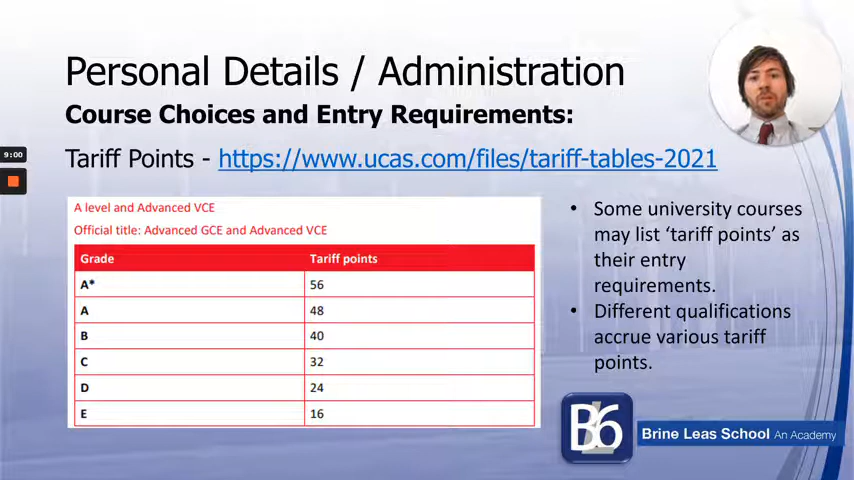 Personal Details / Administration
Course Choices and Entry Requirements:
9:00
Tariff Points - https://www.ucas.com/files/tariff-tables-2021
A level and Advanced VCE
Official title: Advanced GCE and Advanced VCE
Grade Tariff points
A* 56
A 48
B 40
C 32
D 24
E 16
• Some university courses
may list ‘tariff points’ as
their entry
requirements.
• Different qualifications
accrue various tariff
points.
B6
Brine Leas School An Academy